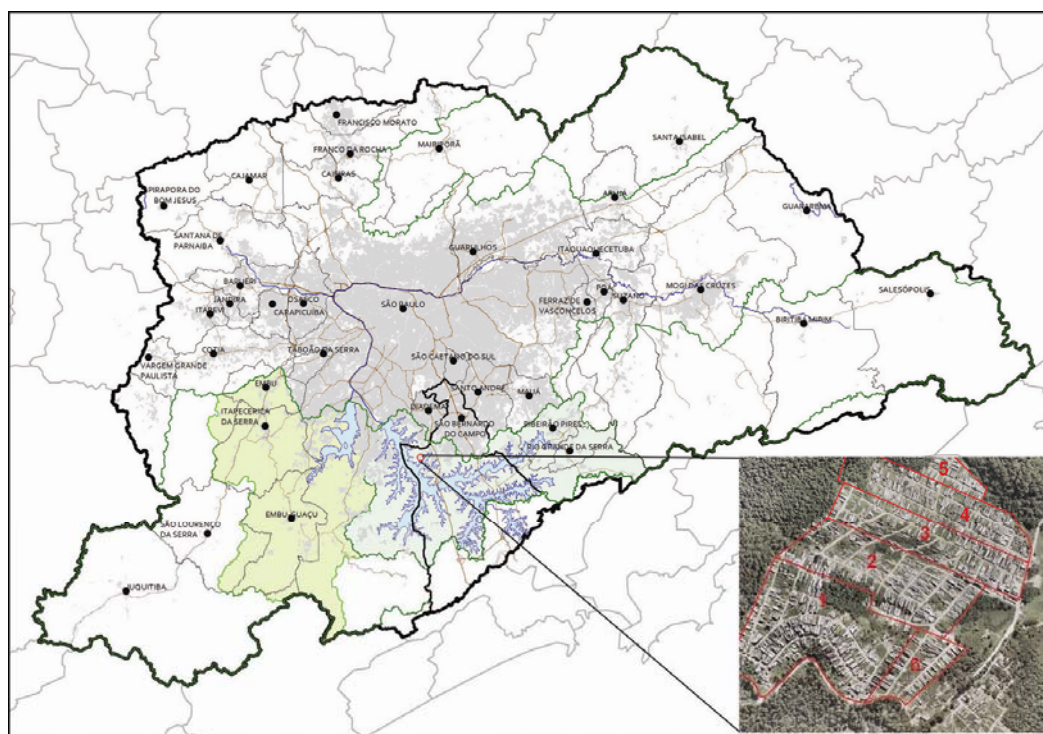 FRANCISCO MORATO
FRANCO DA ROCHA
MAIRIPORÃ
SANTA ISABEL
CAJAMAR
CAIEIRAS
PIRAPORA DO
BOM JESUS
ARUJÁ
GUARAREMA
SANTANA DE
PARNAIBA
GUARULHOS
ITAQUAQUECETUBA
BARUERI
JANDIRA
ITAPEVI
OSASCO
CARAPICUÍBA
SÃO PAULO
FERRAZ DE
VASCONCELOS
POÁ
SUZANO
MOGI DAS CRUZES
SALESÓPOLIS
BIRITIBA MIRIM
COTIA
VARGEM GRANDE
PAULISTA
TABOÃO DA SERRA
SÃO CAETANO DO SUL
EMBU
SANTO ANDRÉ
MAUÁ
ITAPECERICA
DA SERRA
DIADEMA
SÃO BERNARDO
DO CAMPO
RIBEIRÃO PIRES
RIO GRANDE DA SERRA
EMBU-GUAÇU
SÃO LOURENÇO
DA SERRA
JUQUITIBA
5
4
3
2
1
6